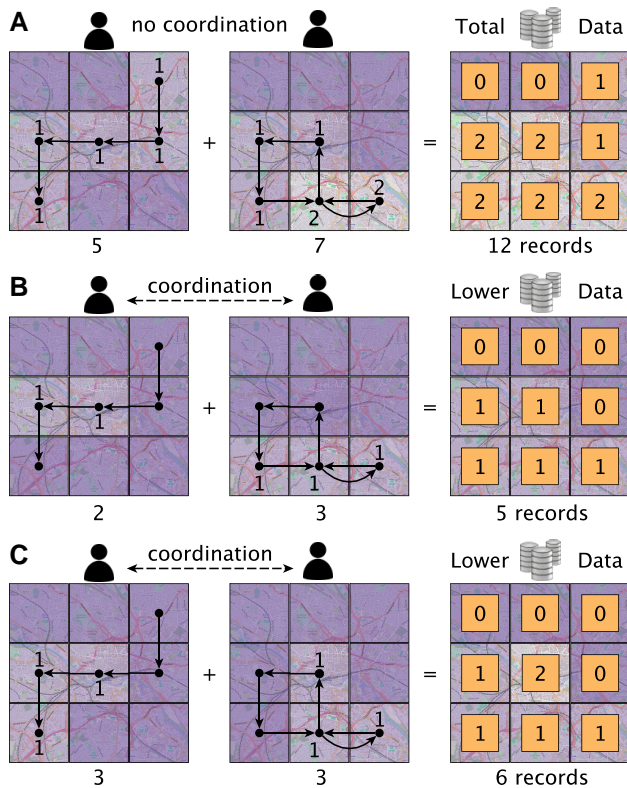 A no coordination Total Data
1 0 0 1
1 1 1 + 1 1 = 2 2 1
1 1 2 2 2 2 2
5 7 12 records
B coordination Lower Data
0 0 0
1 1 + = 1 1 0
1 1 1 1 1 1
2 3 5 records
C coordination Lower Data
0 0 0
1 1 + 1 = 1 2 0
1 1 1 1 1 1
3 3 6 records